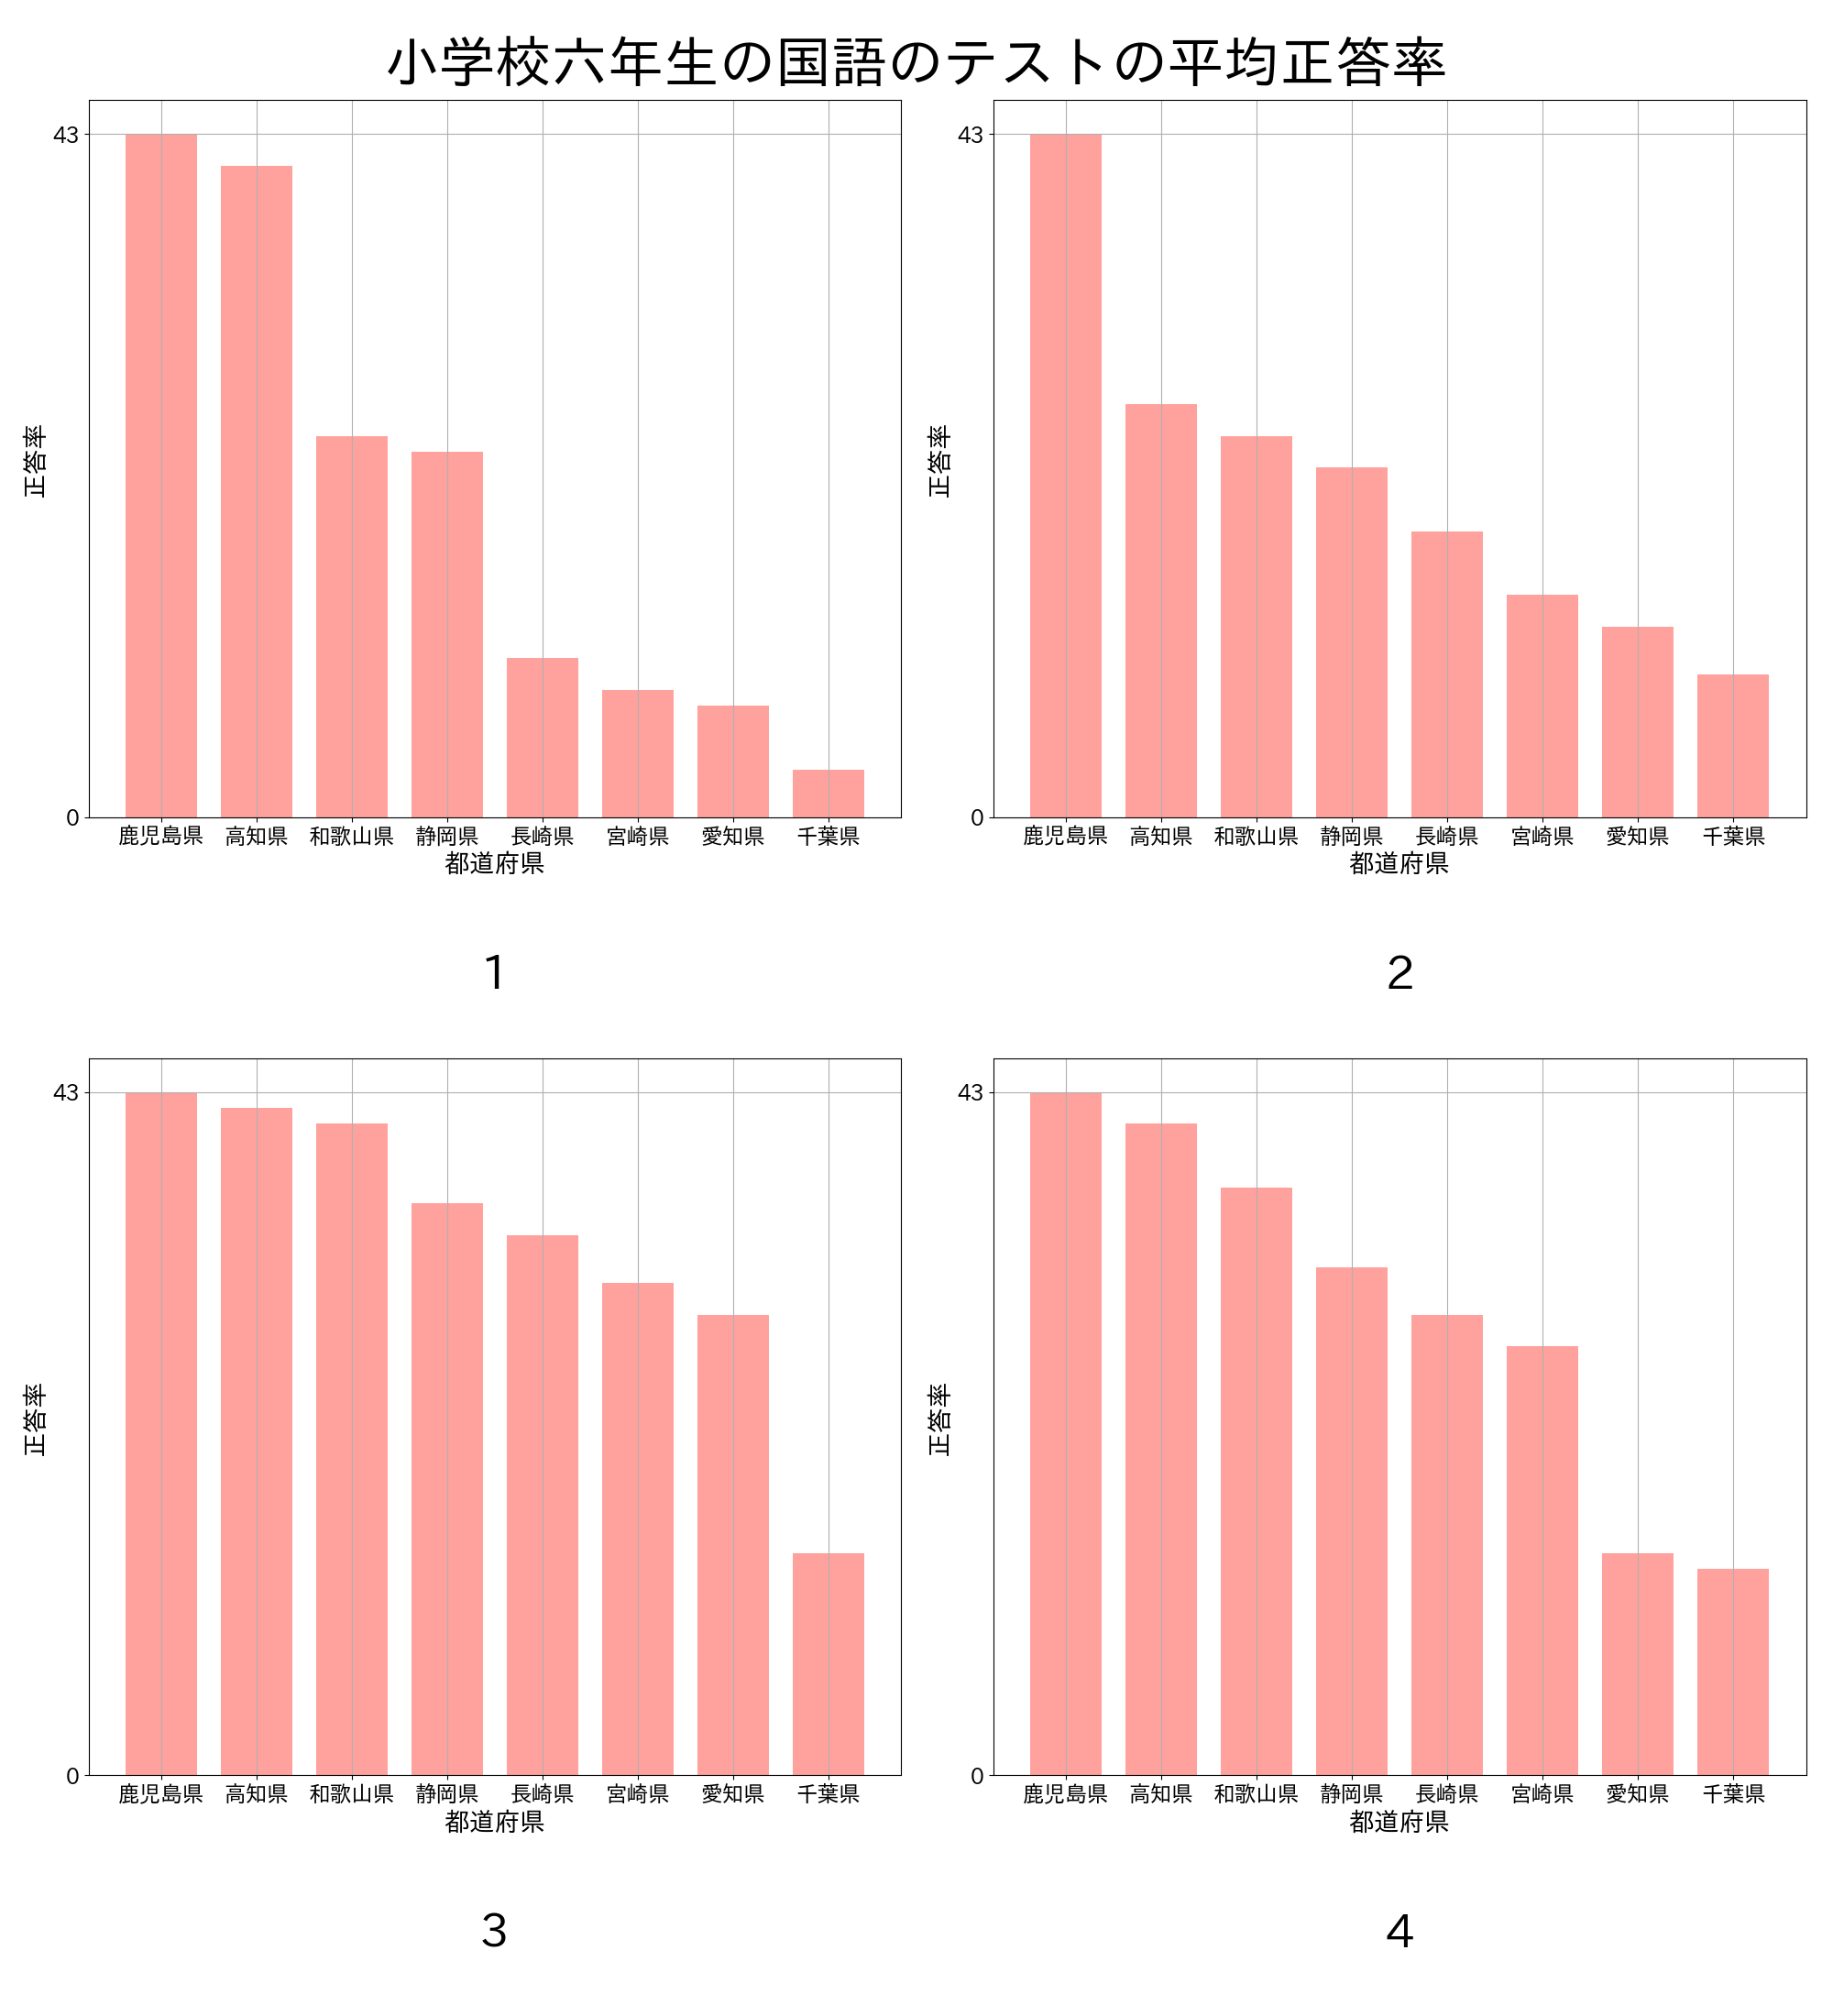 小学校六年生の国語のテストの平均正答率
43
0
正答率
鹿児島県 高知県 和歌山県 静岡県 長崎県 宮崎県 愛知県 千葉県
都道府県
1
43
0
正答率
鹿児島県 高知県 和歌山県 静岡県 長崎県 宮崎県 愛知県 千葉県
都道府県
2
43
0
正答率
鹿児島県 高知県 和歌山県 静岡県 長崎県 宮崎県 愛知県 千葉県
都道府県
3
43
0
正答率
鹿児島県 高知県 和歌山県 静岡県 長崎県 宮崎県 愛知県 千葉県
都道府県
4